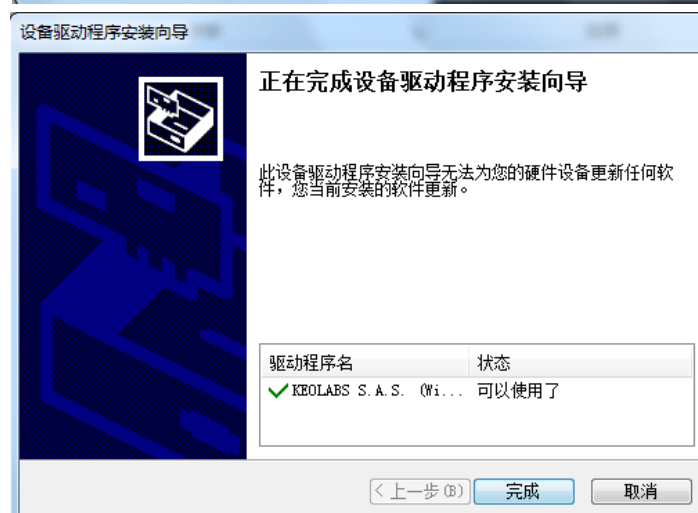 设备驱动程序安装向导
正在完成设备驱动程序安装向导
此设备驱动程序安装向导无法为您的硬件设备更新任何软
件，您当前安装的软件更新。
驱动程序名 状态
KEOLABS S.A.S. (Wi... 可以使用了
< 上一步(B) 完成 取消